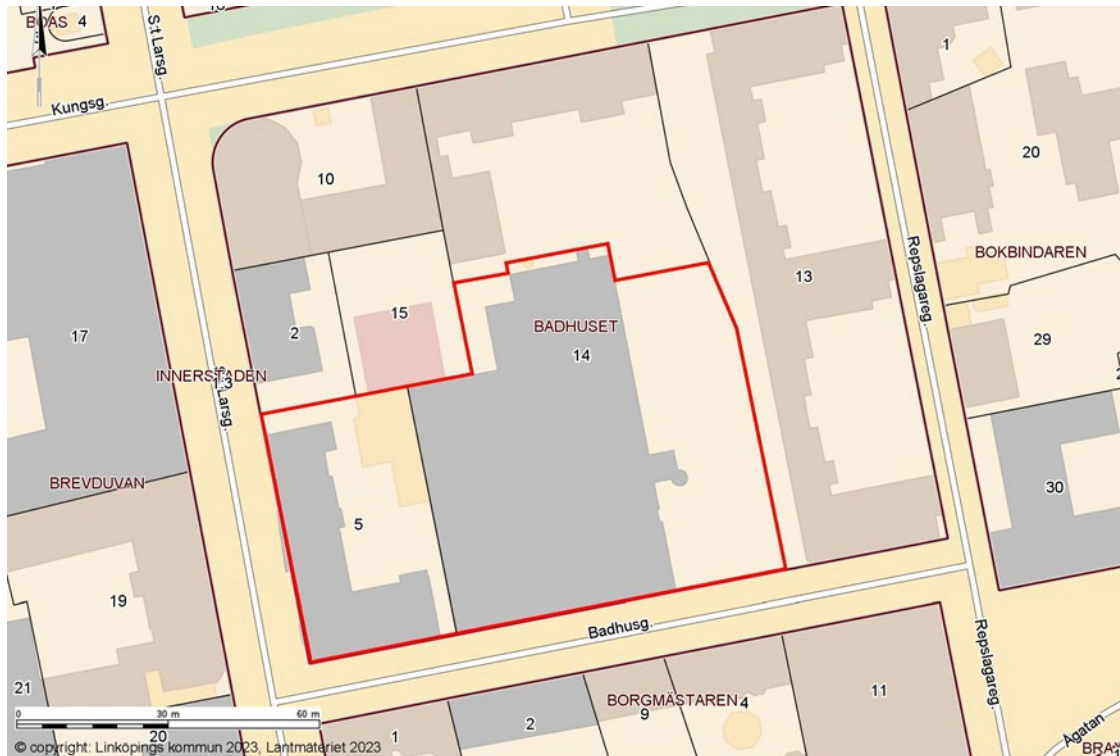 BOAS
4
S:t Larsg.
Kungsg.
1
10
20
Repslagareg.
BOKBINDAREN
13
15
2
BADHUSET
14
17
INNERSTADEN
29
BREVDUVAN
5
30
19
Badhusg.
Repslagareg.
21
BORGMÄSTAREN
4
11
9
2
1
20
Ågatan
0 30 m 60 m
© copyright: Linköpings kommun 2023, Lantmäteriet 2023